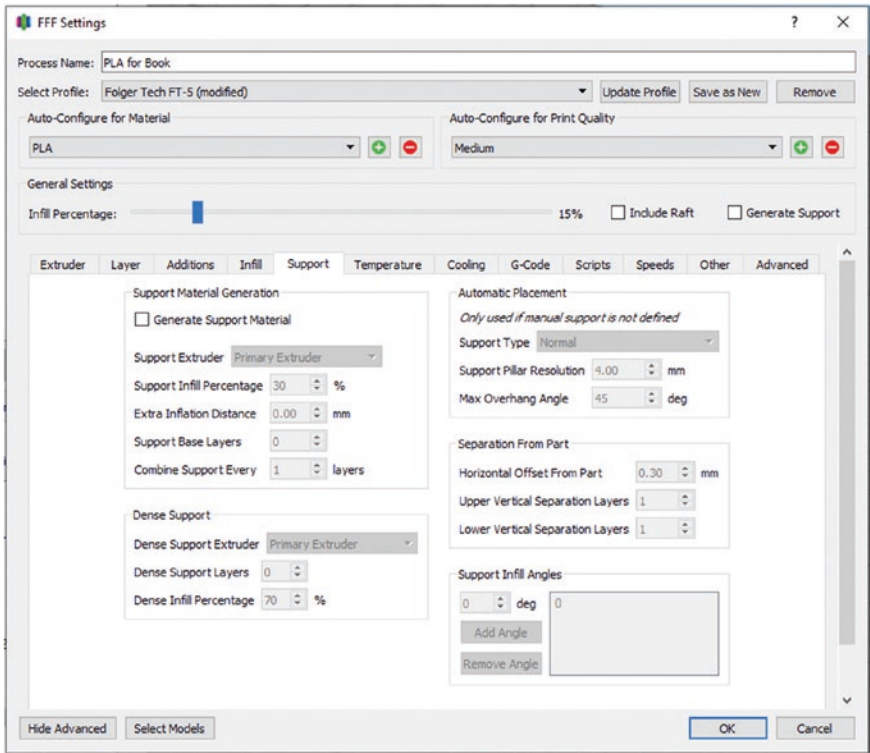 FFF Settings ? ×
Process Name: PLA for Book
Select Profile: Folger Tech FT-5 (modified) Update Profile Save as New Remove
Auto-Configure for Material
PLA
Auto-Configure for Print Quality
Medium
General Settings
Infill Percentage: 15% Include Raft Generate Support
Extruder Layer Additions Infill Support Temperature Cooling G-Code Scripts Speeds Other Advanced
Support Material Generation
Generate Support Material
Support Extruder Primary Extruder
Support Infill Percentage 30 %
Extra Inflation Distance 0.00 mm
Support Base Layers 0
Combine Support Every 1 layers
Dense Support
Dense Support Extruder Primary Extruder
Dense Support Layers 0
Dense Infill Percentage 70 %
Automatic Placement
Only used if manual support is not defined
Support Type Normal
Support Pillar Resolution 4.00 mm
Max Overhang Angle 45 deg
Separation From Part
Horizontal Offset From Part 0.30 mm
Upper Vertical Separation Layers 1
Lower Vertical Separation Layers 1
Support Infill Angles
0 deg 0
Add Angle
Remove Angle
Hide Advanced Select Models OK Cancel